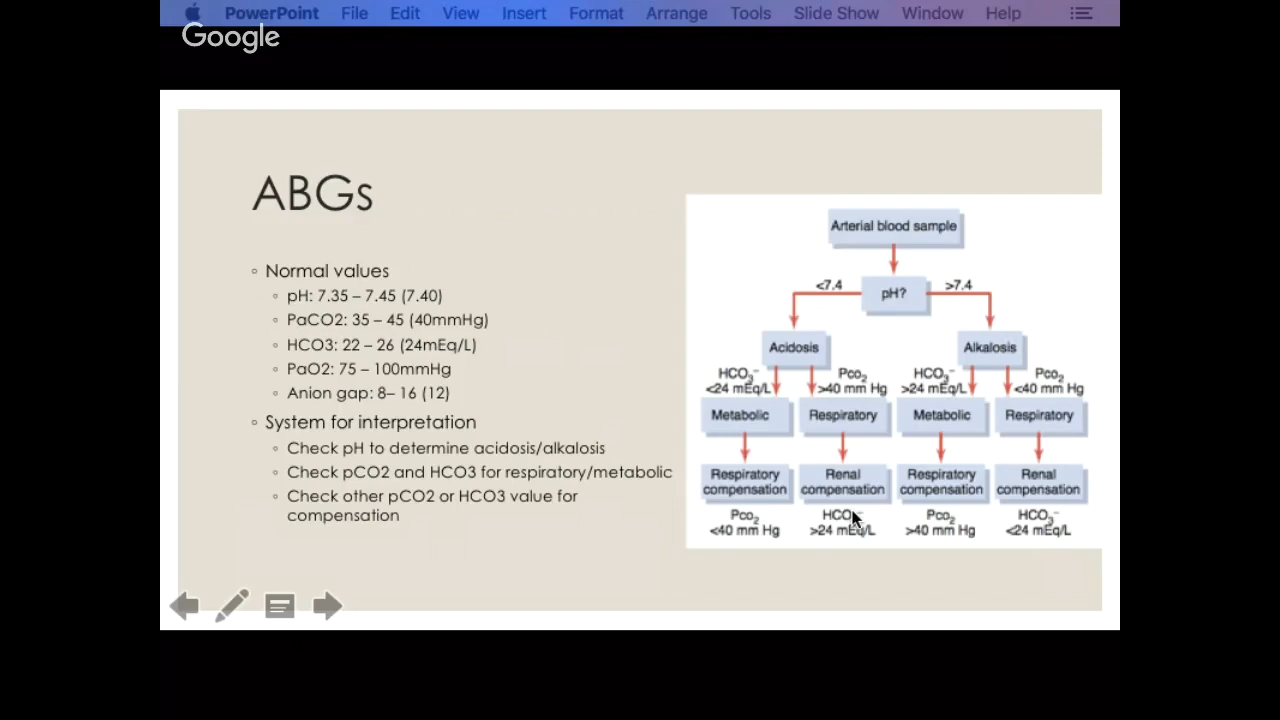 PowerPoint File Edit View Insert Format Arrange Tools Slide Show Window Help
Google
ABGs
◦ Normal values
◦ pH: 7.35 – 7.45 (7.40)
◦ PaCO2: 35 – 45 (40mmHg)
◦ HCO3: 22 – 26 (24mEq/L)
◦ PaO2: 75 – 100mmHg
◦ Anion gap: 8– 16 (12)
◦ System for interpretation
◦ Check pH to determine acidosis/alkalosis
◦ Check pCO2 and HCO3 for respiratory/metabolic
◦ Check other pCO2 or HCO3 value for
compensation
Arterial blood sample
<7.4 pH? >7.4
Acidosis Alkalosis
HCO₃⁻ Pco₂ HCO₃⁻ Pco₂
<24 mEq/L >40 mm Hg >24 mEq/L <40 mm Hg
Metabolic Respiratory Metabolic Respiratory
Respiratory Renal Respiratory Renal
compensation compensation compensation compensation
Pco₂ HCO₃⁻ Pco₂ HCO₃⁻
<40 mm Hg >24 mEq/L >40 mm Hg <24 mEq/L